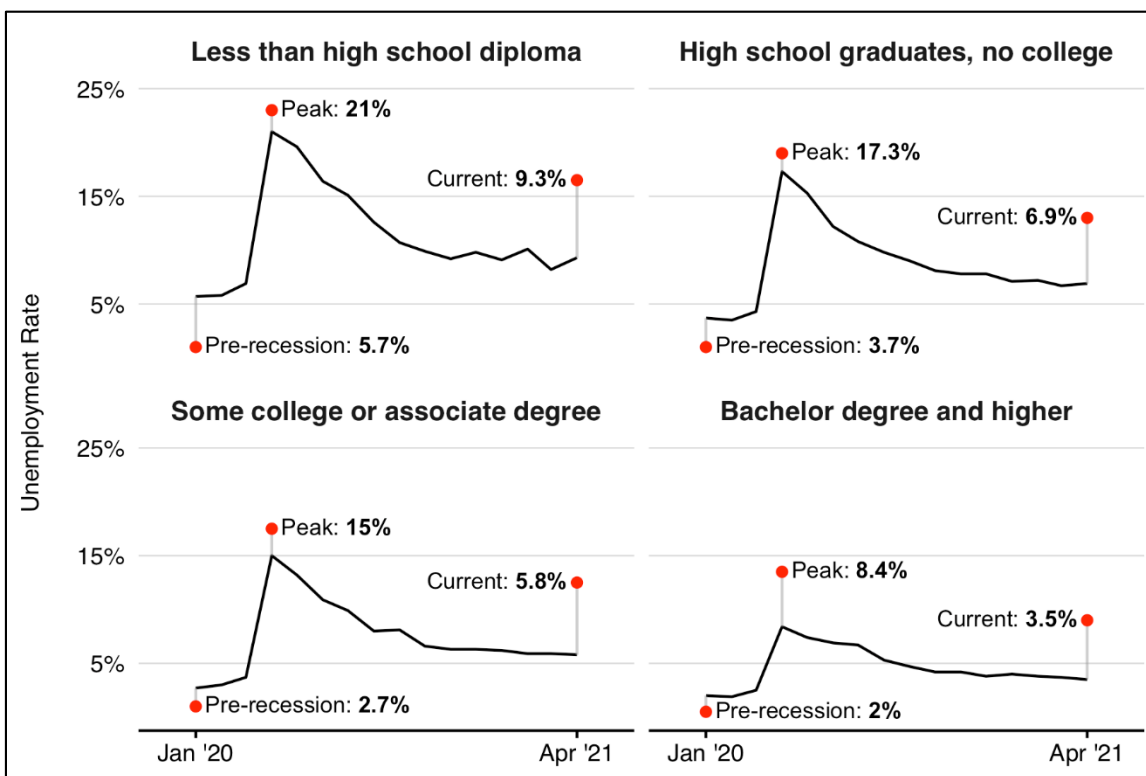 Less than high school diploma
High school graduates, no college
25%
Peak: 21%
Peak: 17.3%
Current: 9.3%
15%
Current: 6.9%
5%
Pre-recession: 5.7%
Pre-recession: 3.7%
Unemployment Rate
Some college or associate degree
Bachelor degree and higher
25%
Peak: 15%
15%
Peak: 8.4%
Current: 5.8%
Current: 3.5%
5%
Pre-recession: 2.7%
Pre-recession: 2%
Jan '20
Apr '21
Jan '20
Apr '21